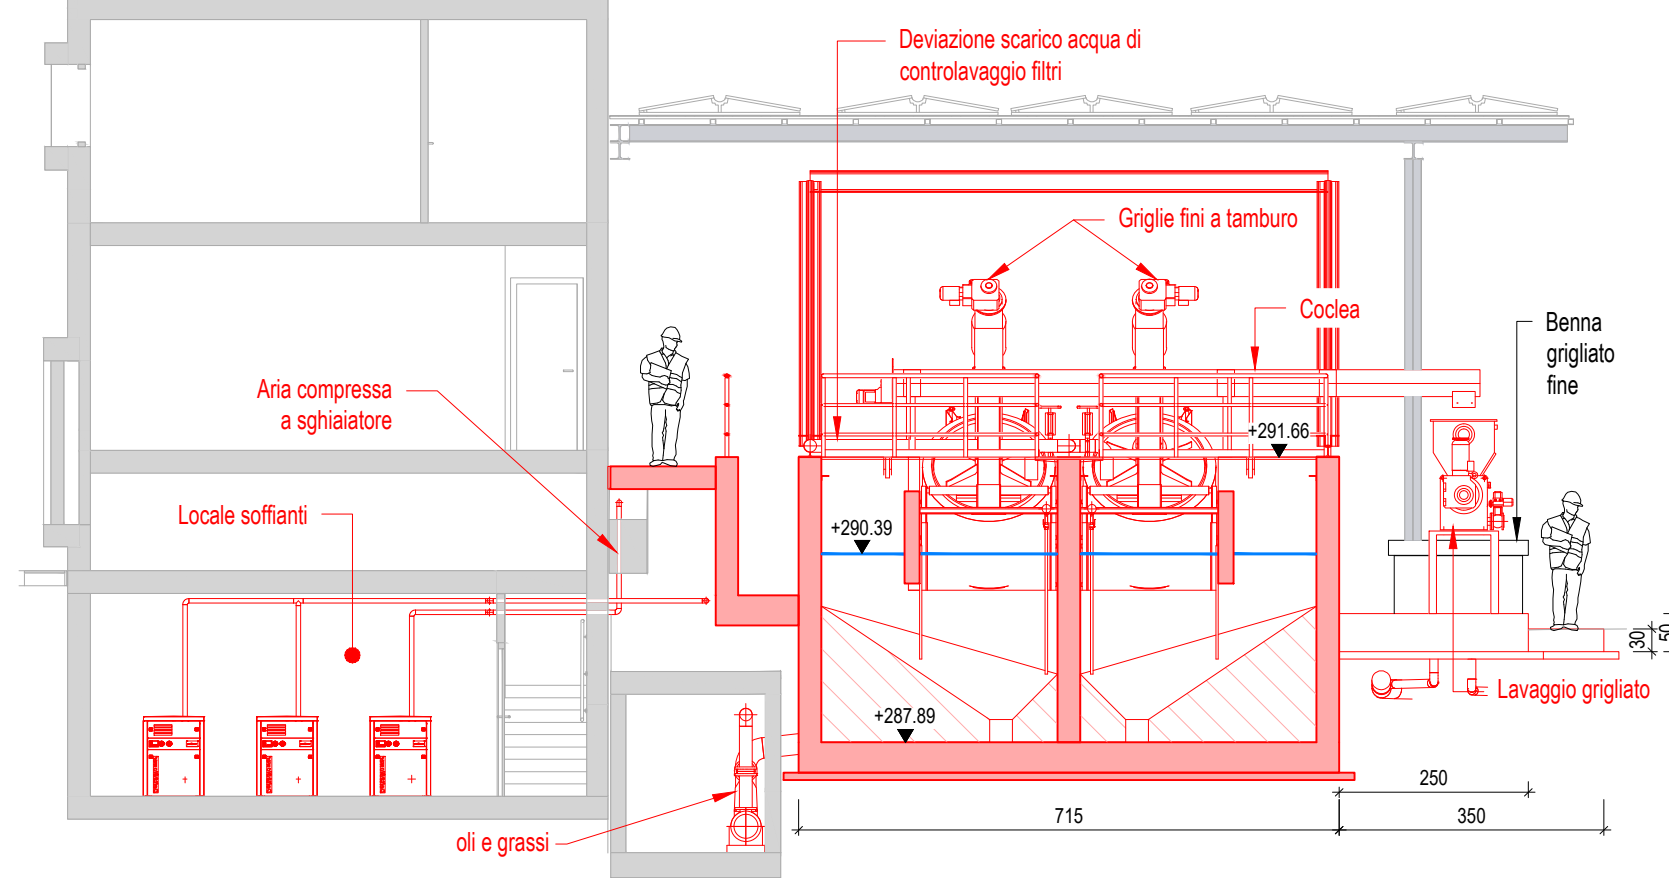 Deviazione scarico acqua di
controlavaggio filtri
Griglie fini a tamburo
Coclea
Benna
grigliato
fine
Aria compressa
a sghiaiatore
+291.66
Locale soffianti
+290.39
30
50
Lavaggio grigliato
+287.89
250
715
350
oli e grassi